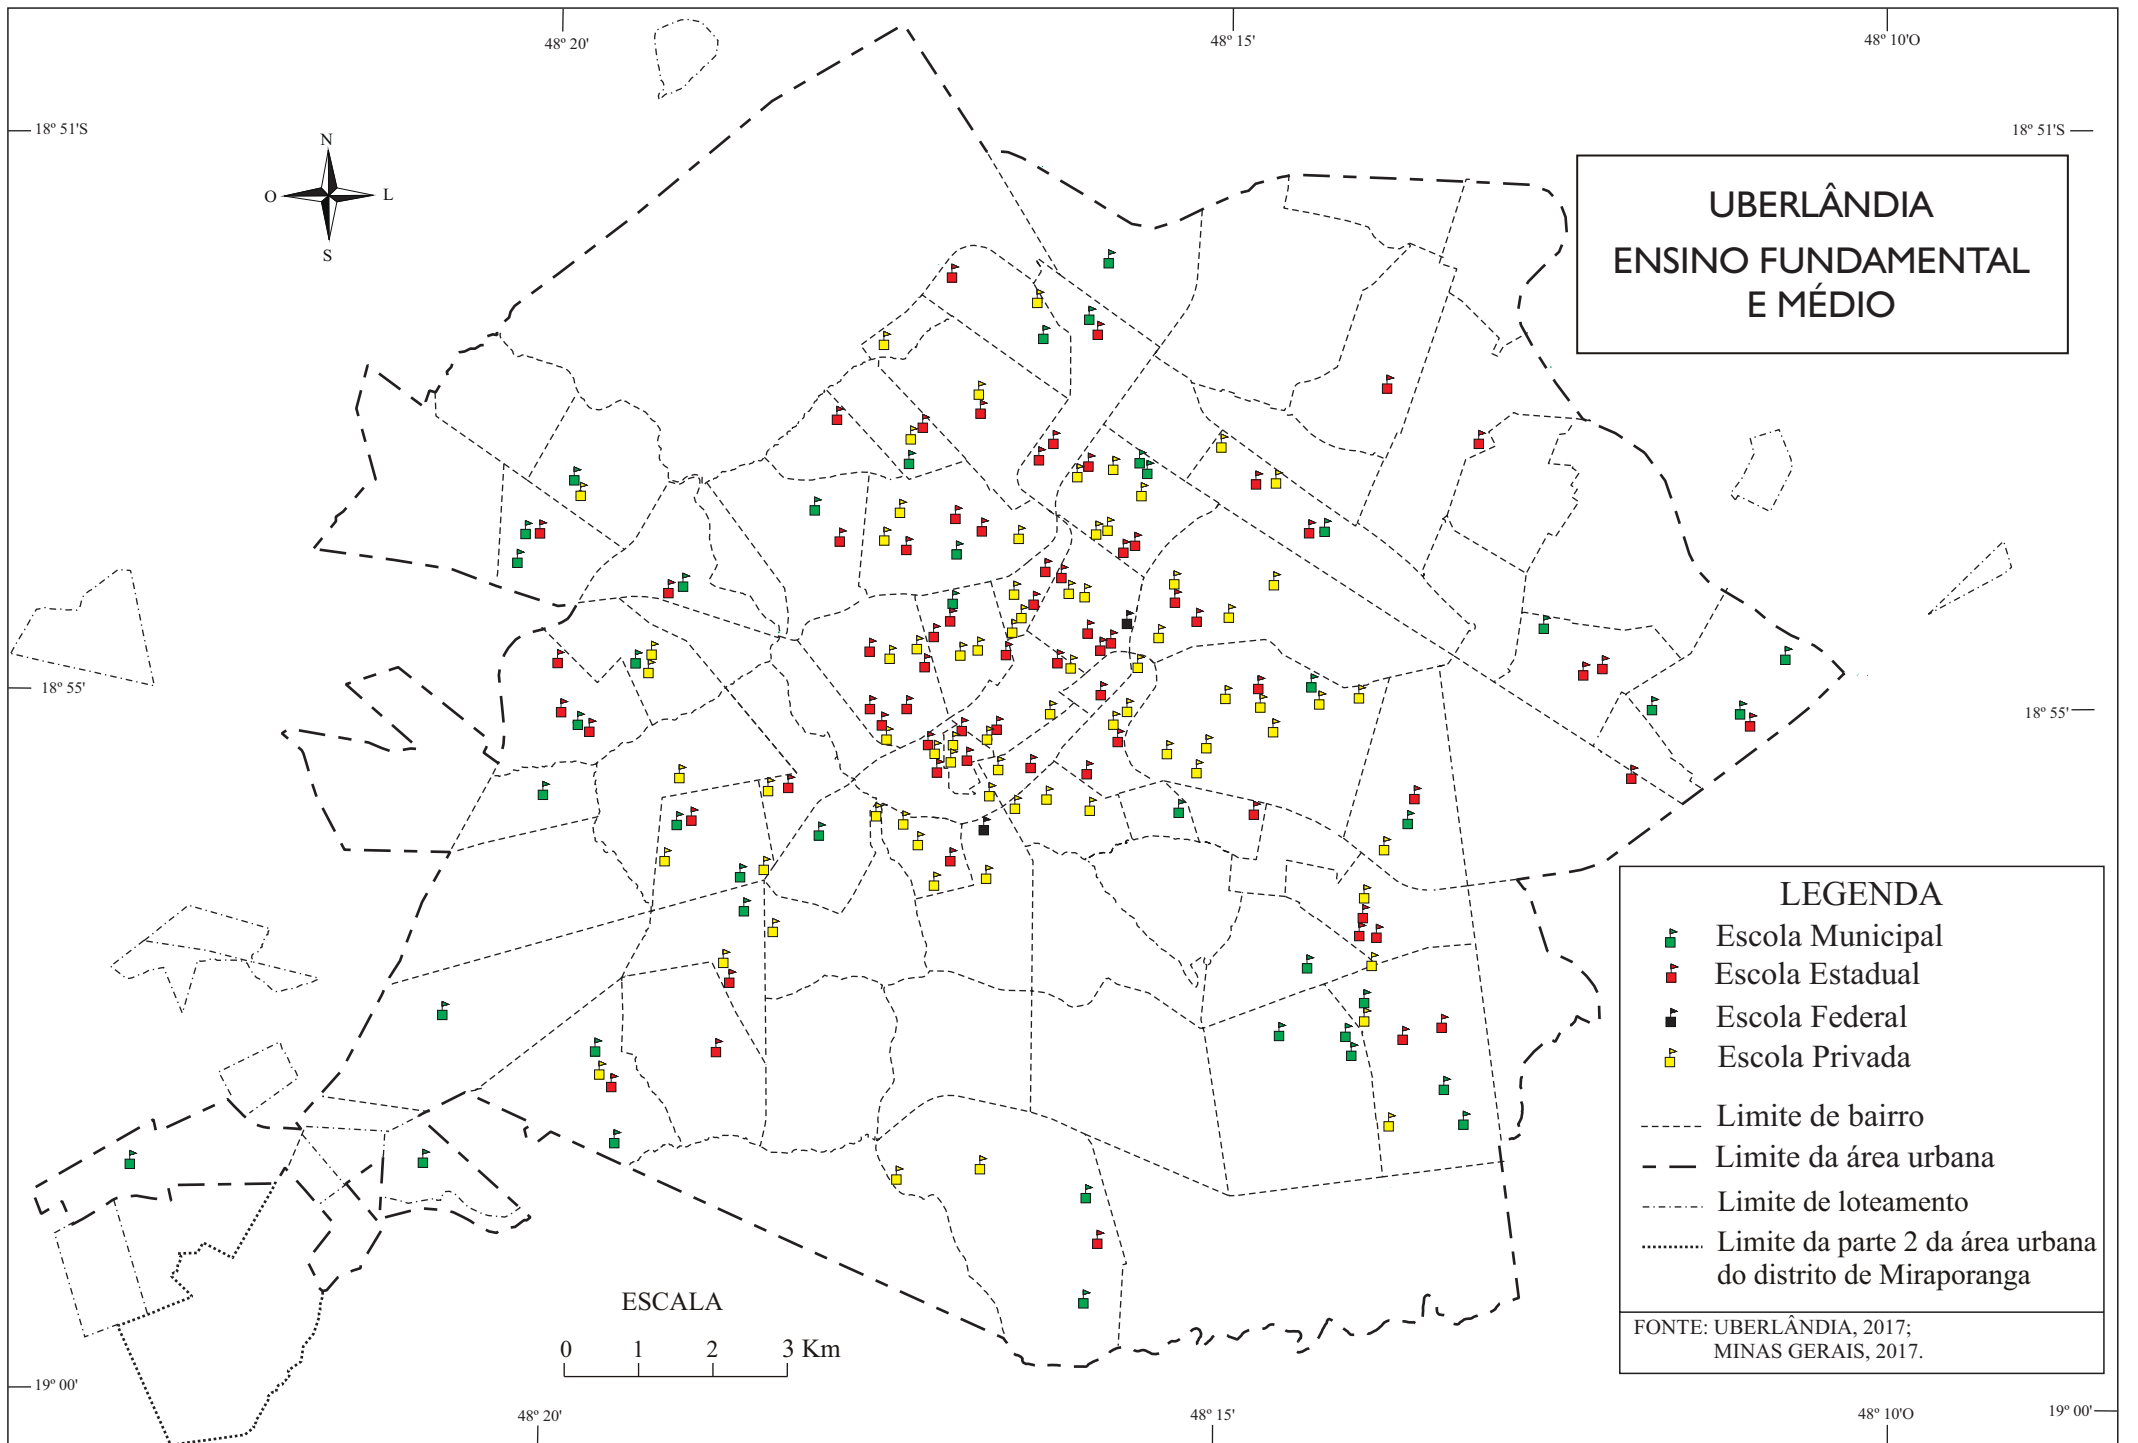 48º 20'
48º 15'
48º 10'O
18º 51'S
18º 51'S
N
O
L
S
UBERLÂNDIA
ENSINO FUNDAMENTAL
E MÉDIO
18º 55'
18º 55'
LEGENDA
Escola Municipal
Escola Estadual
Escola Federal
Escola Privada
Limite de bairro
Limite da área urbana
Limite de loteamento
Limite da parte 2 da área urbana
do distrito de Miraporanga
ESCALA
0 1 2 3 Km
FONTE: UBERLÂNDIA, 2017;
MINAS GERAIS, 2017.
19º 00'
19º 00'
48º 20'
48º 15'
48º 10'O